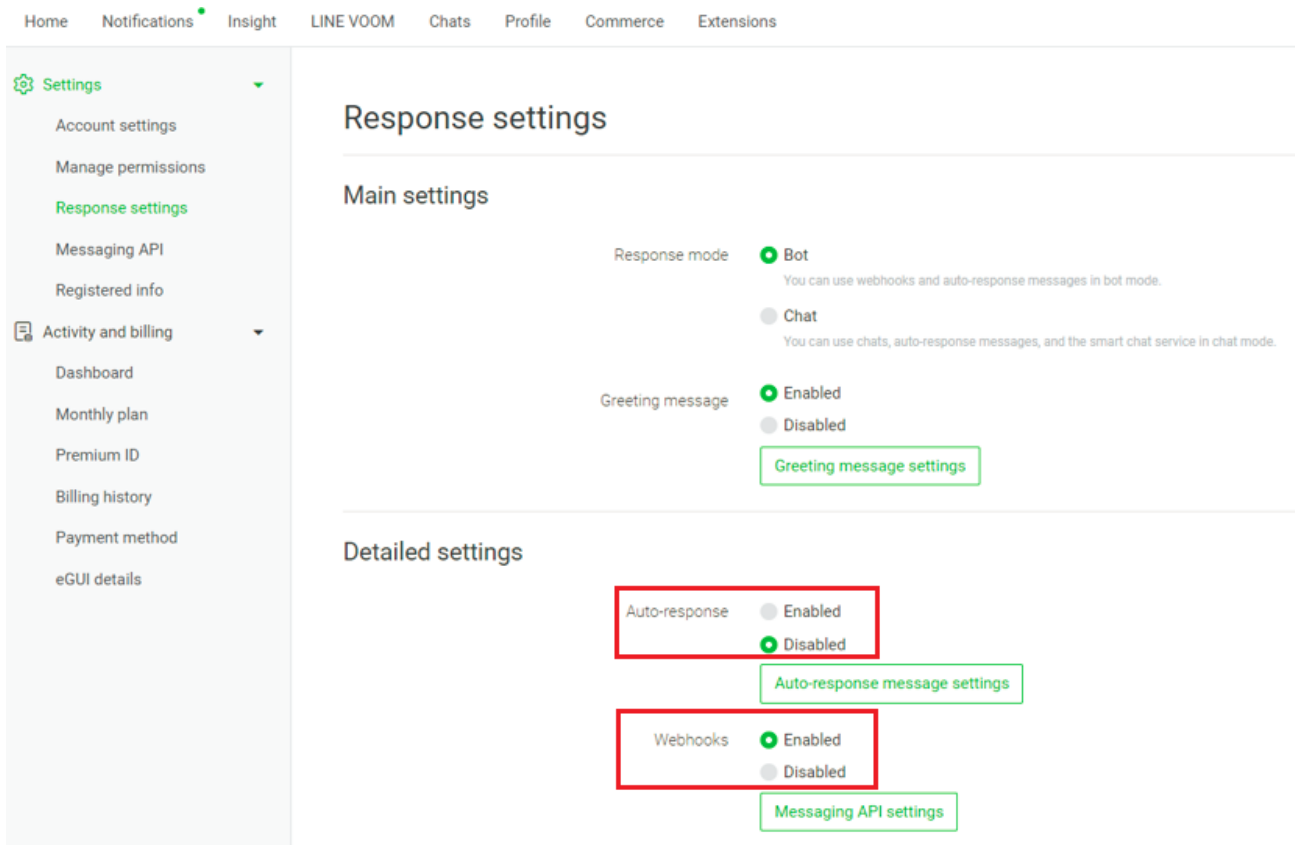 Home Notifications Insight LINE VOOM Chats Profile Commerce Extensions
Settings
Account settings
Manage permissions
Response settings
Messaging API
Registered info
Activity and billing
Dashboard
Monthly plan
Premium ID
Billing history
Payment method
eGUI details
Response settings
Main settings
Response mode
Bot
You can use webhooks and auto-response messages in bot mode.
Chat
You can use chats, auto-response messages, and the smart chat service in chat mode.
Greeting message
Enabled
Disabled
Greeting message settings
Detailed settings
Auto-response
Enabled
Disabled
Auto-response message settings
Webhooks
Enabled
Disabled
Messaging API settings